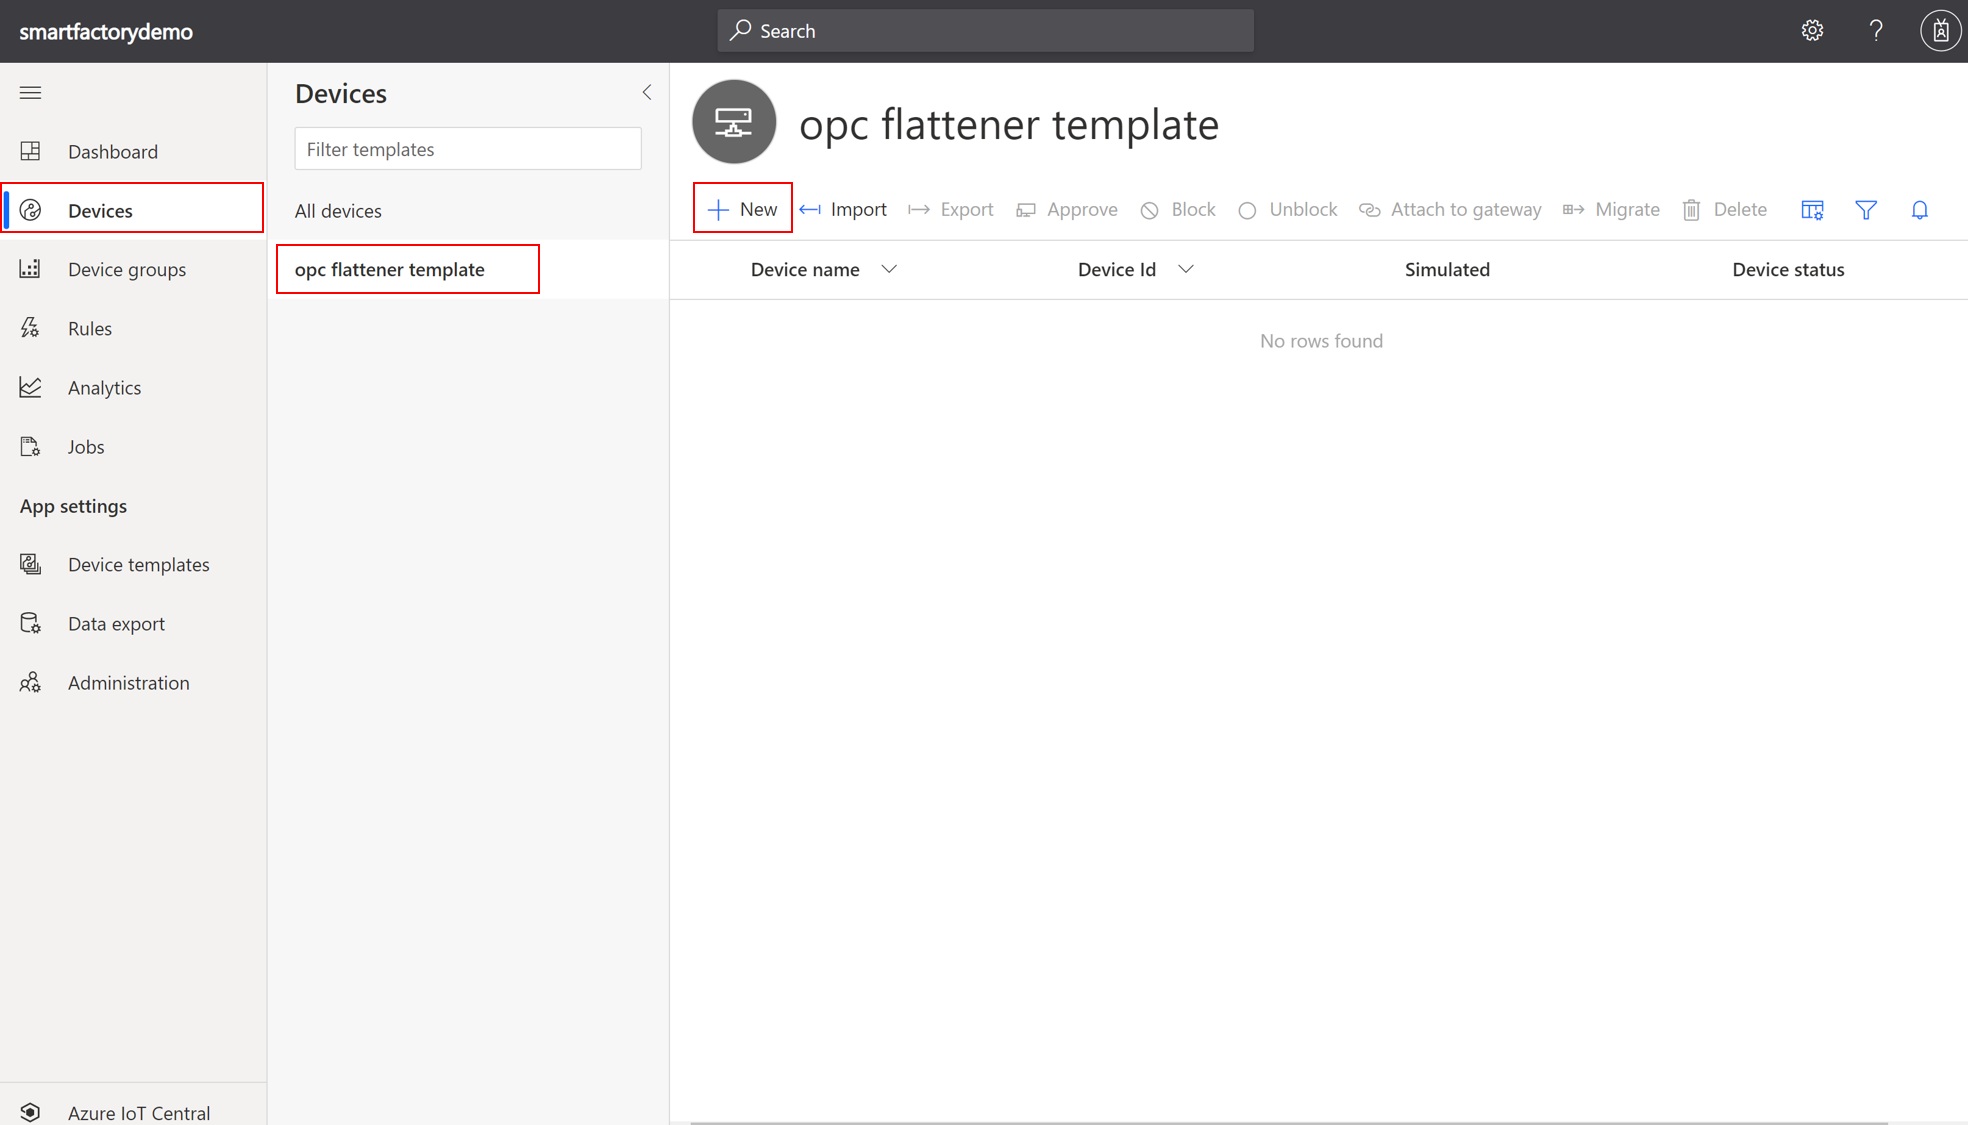 smartfactorydemo
Search
Dashboard
Devices
Device groups
Rules
Analytics
Jobs
App settings
Device templates
Data export
Administration
Azure IoT Central
Devices
Filter templates
All devices
opc flattener template
opc flattener template
New Import Export Approve Block Unblock Attach to gateway Migrate Delete
Device name Device Id Simulated Device status
No rows found